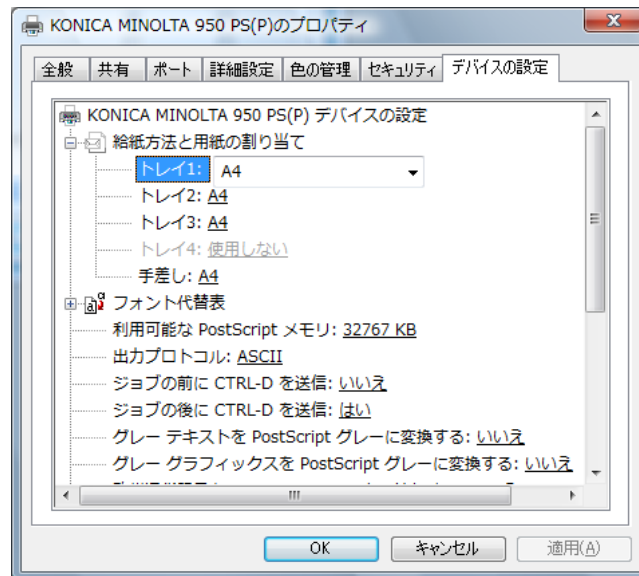 KONICA MINOLTA 950 PS(P)のプロパティ
全般 共有 ポート 詳細設定 色の管理 セキュリティ デバイスの設定
KONICA MINOLTA 950 PS(P) デバイスの設定
給紙方法と用紙の割り当て
トレイ1: A4
トレイ2: A4
トレイ3: A4
トレイ4: 使用しない
手差し: A4
フォント代替表
利用可能な PostScript メモリ: 32767 KB
出力プロトコル: ASCII
ジョブの前に CTRL-D を送信: いいえ
ジョブの後に CTRL-D を送信: はい
グレー テキストを PostScript グレーに変換する: いいえ
グレー グラフィックスを PostScript グレーに変換する: いいえ
OK キャンセル 適用(A)